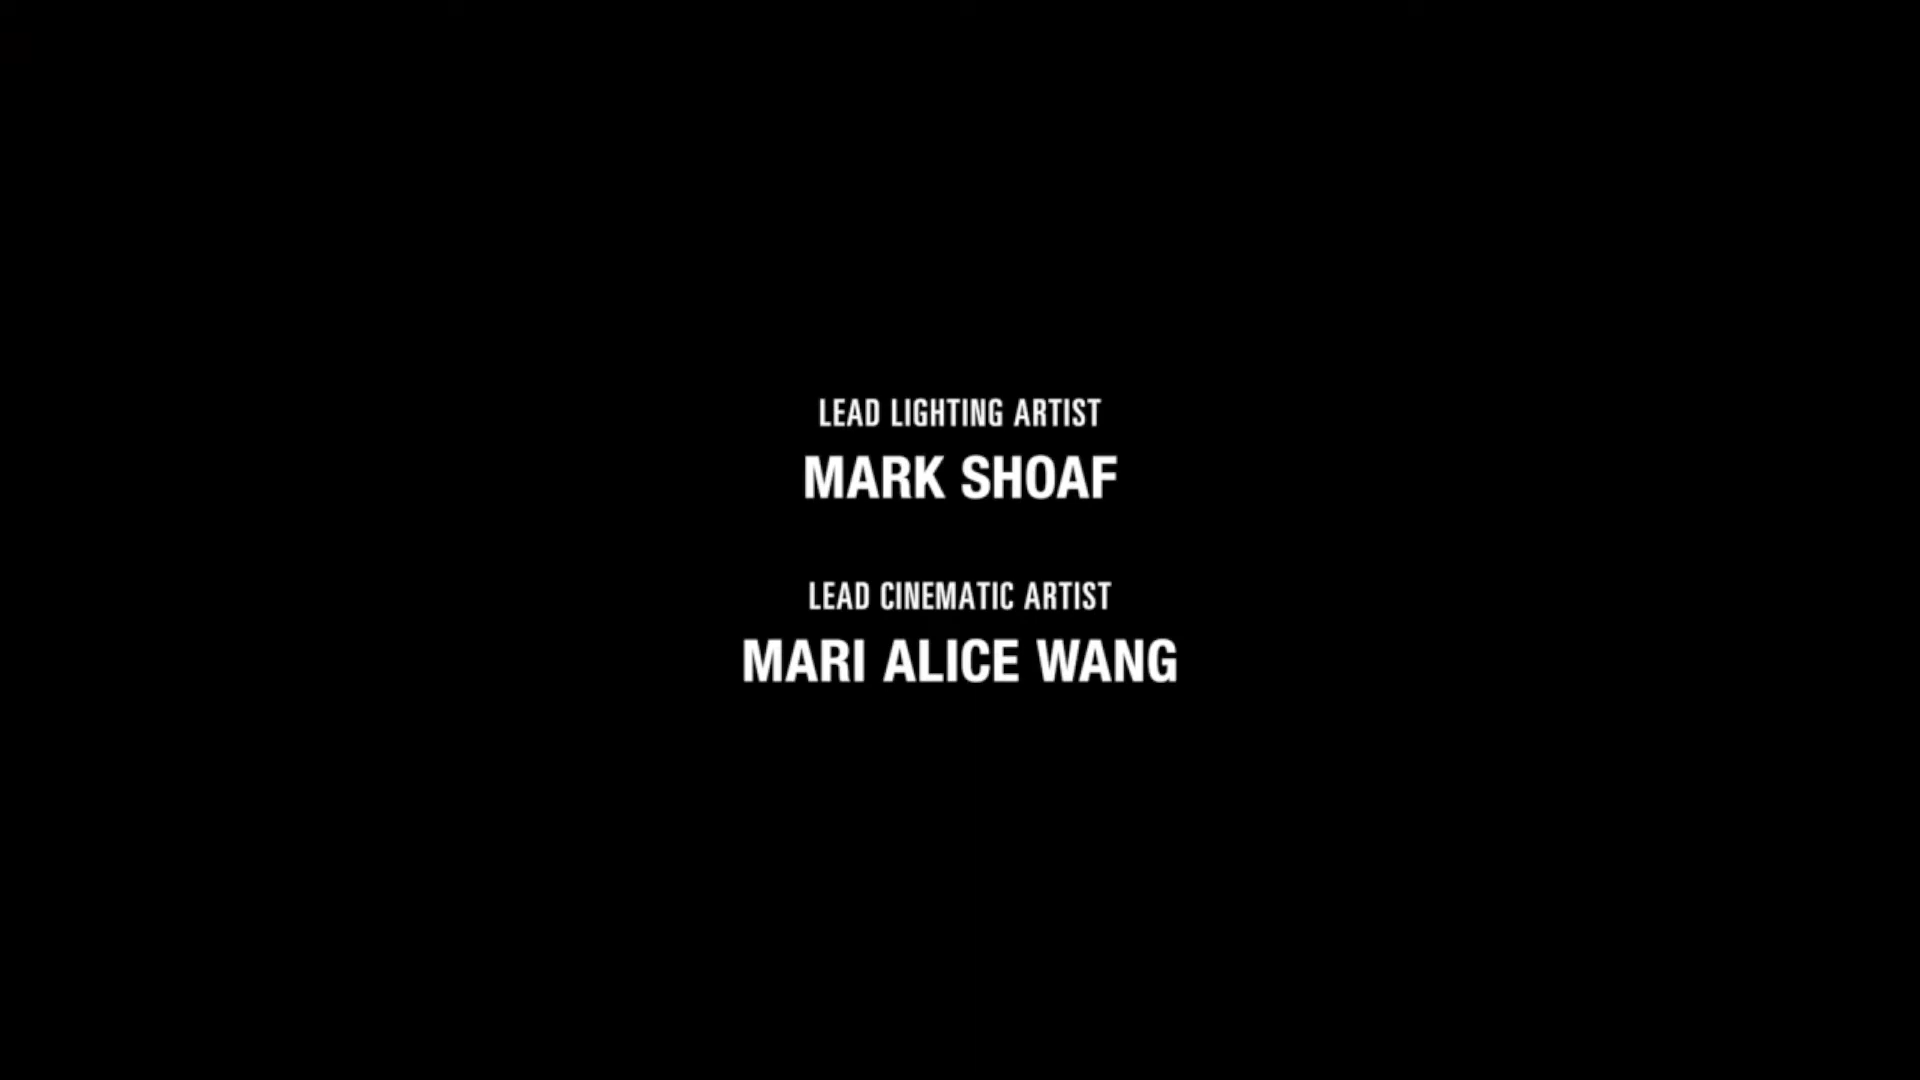 LEAD LIGHTING ARTIST
MARK SHOAF
LEAD CINEMATIC ARTIST
MARI ALICE WANG